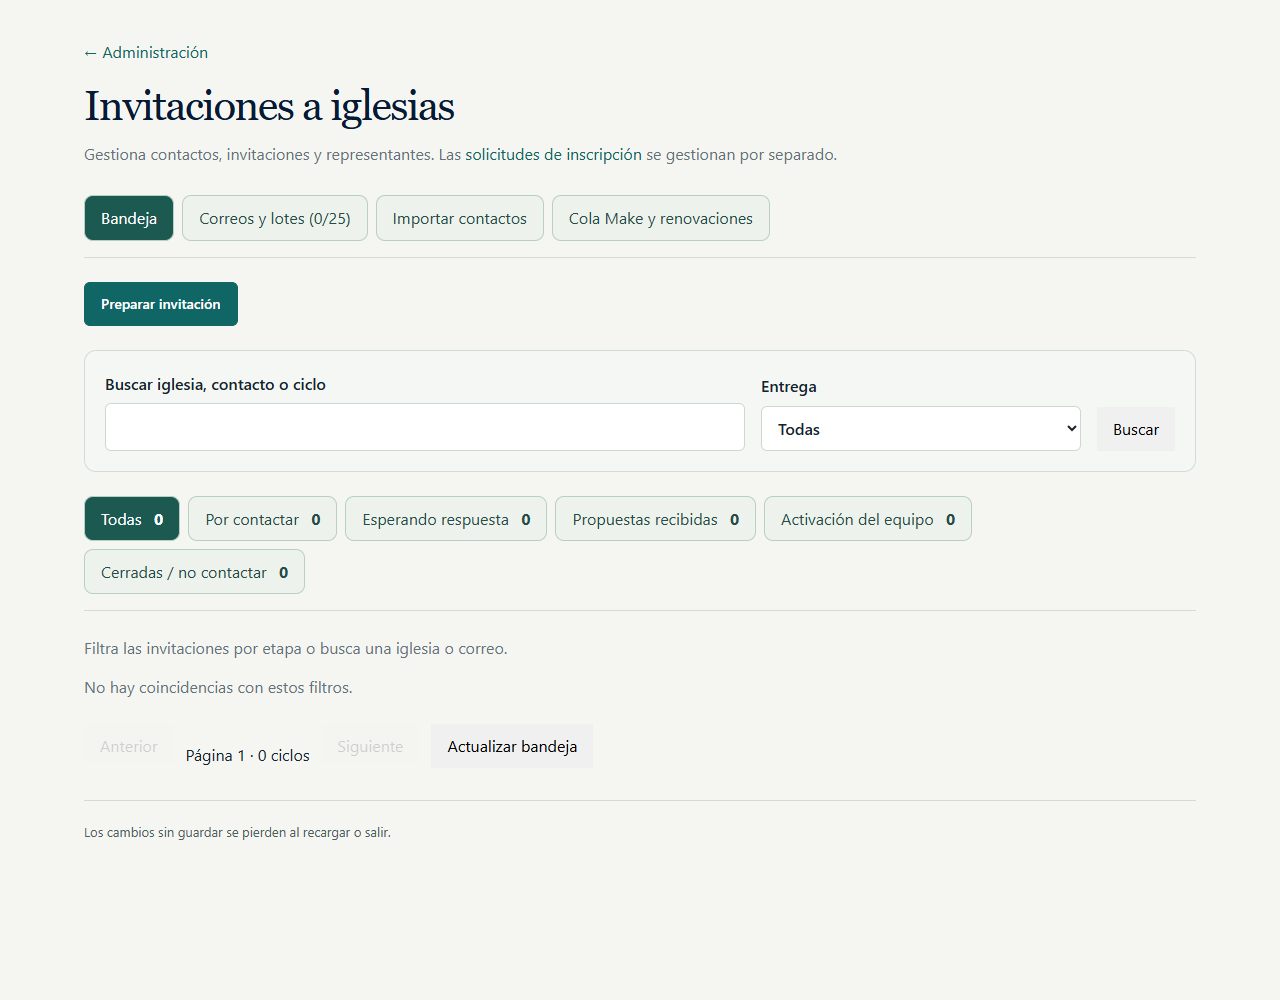 ← Administración
Invitaciones a iglesias
Gestiona contactos, invitaciones y representantes. Las solicitudes de inscripción se gestionan por separado.
Bandeja
Correos y lotes (0/25)
Importar contactos
Cola Make y renovaciones
Preparar invitación
Buscar iglesia, contacto o ciclo
Entrega
Todas
Buscar
Todas 0
Por contactar 0
Esperando respuesta 0
Propuestas recibidas 0
Activación del equipo 0
Cerradas / no contactar 0
Filtra las invitaciones por etapa o busca una iglesia o correo.
No hay coincidencias con estos filtros.
Anterior
Página 1 · 0 ciclos
Siguiente
Actualizar bandeja
Los cambios sin guardar se pierden al recargar o salir.